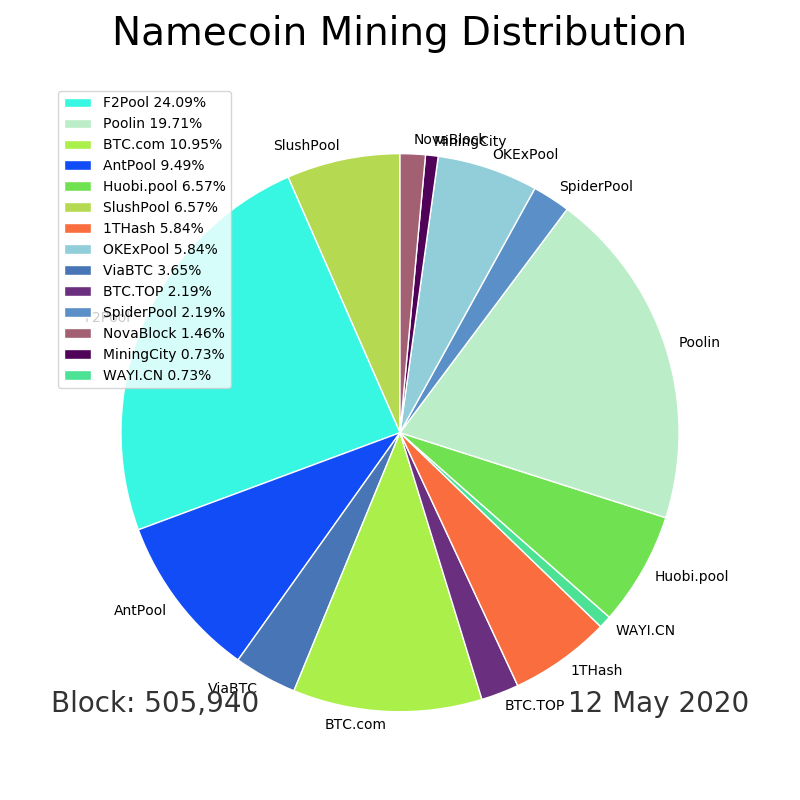 Namecoin Mining Distribution
F2Pool 24.09%
Poolin 19.71%
BTC.com 10.95%
AntPool 9.49%
Huobi.pool 6.57%
SlushPool 6.57%
1THash 5.84%
OKExPool 5.84%
ViaBTC 3.65%
BTC.TOP 2.19%
SpiderPool 2.19%
NovaBlock 1.46%
MiningCity 0.73%
WAYI.CN 0.73%
SlushPool
NovaBlock
MiningCity
OKExPool
SpiderPool
F2Pool
Poolin
Huobi.pool
AntPool
WAYI.CN
1THash
ViaBTC
BTC.TOP
BTC.com
Block: 505,940
12 May 2020